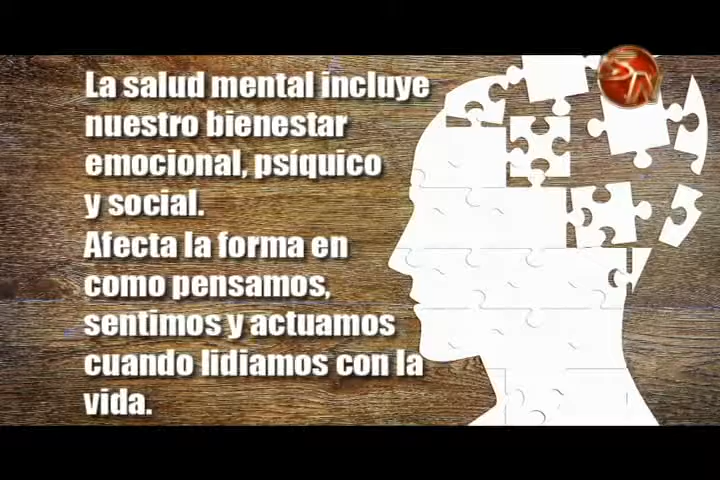 La salud mental incluye
nuestro bienestar
emocional, psíquico
y social.
Afecta la forma en
como pensamos,
sentimos y actuamos
cuando lidiamos con la
vida.